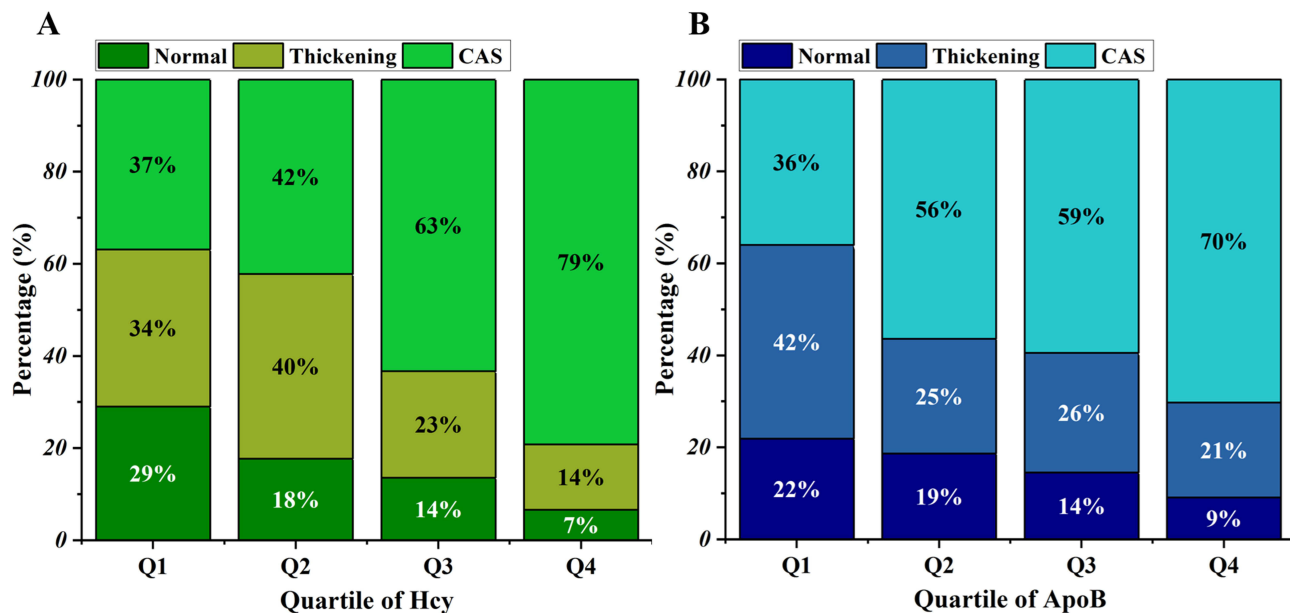 A
Normal Thickening CAS
Percentage (%)
100
80
60
40
20
0
37% 42% 63% 79%
34% 40% 23% 14%
29% 18% 14% 7%
Q1 Q2 Q3 Q4
Quartile of Hcy
B
Normal Thickening CAS
Percentage (%)
100
80
60
40
20
0
36% 56% 59% 70%
42% 25% 26% 21%
22% 19% 14% 9%
Q1 Q2 Q3 Q4
Quartile of ApoB